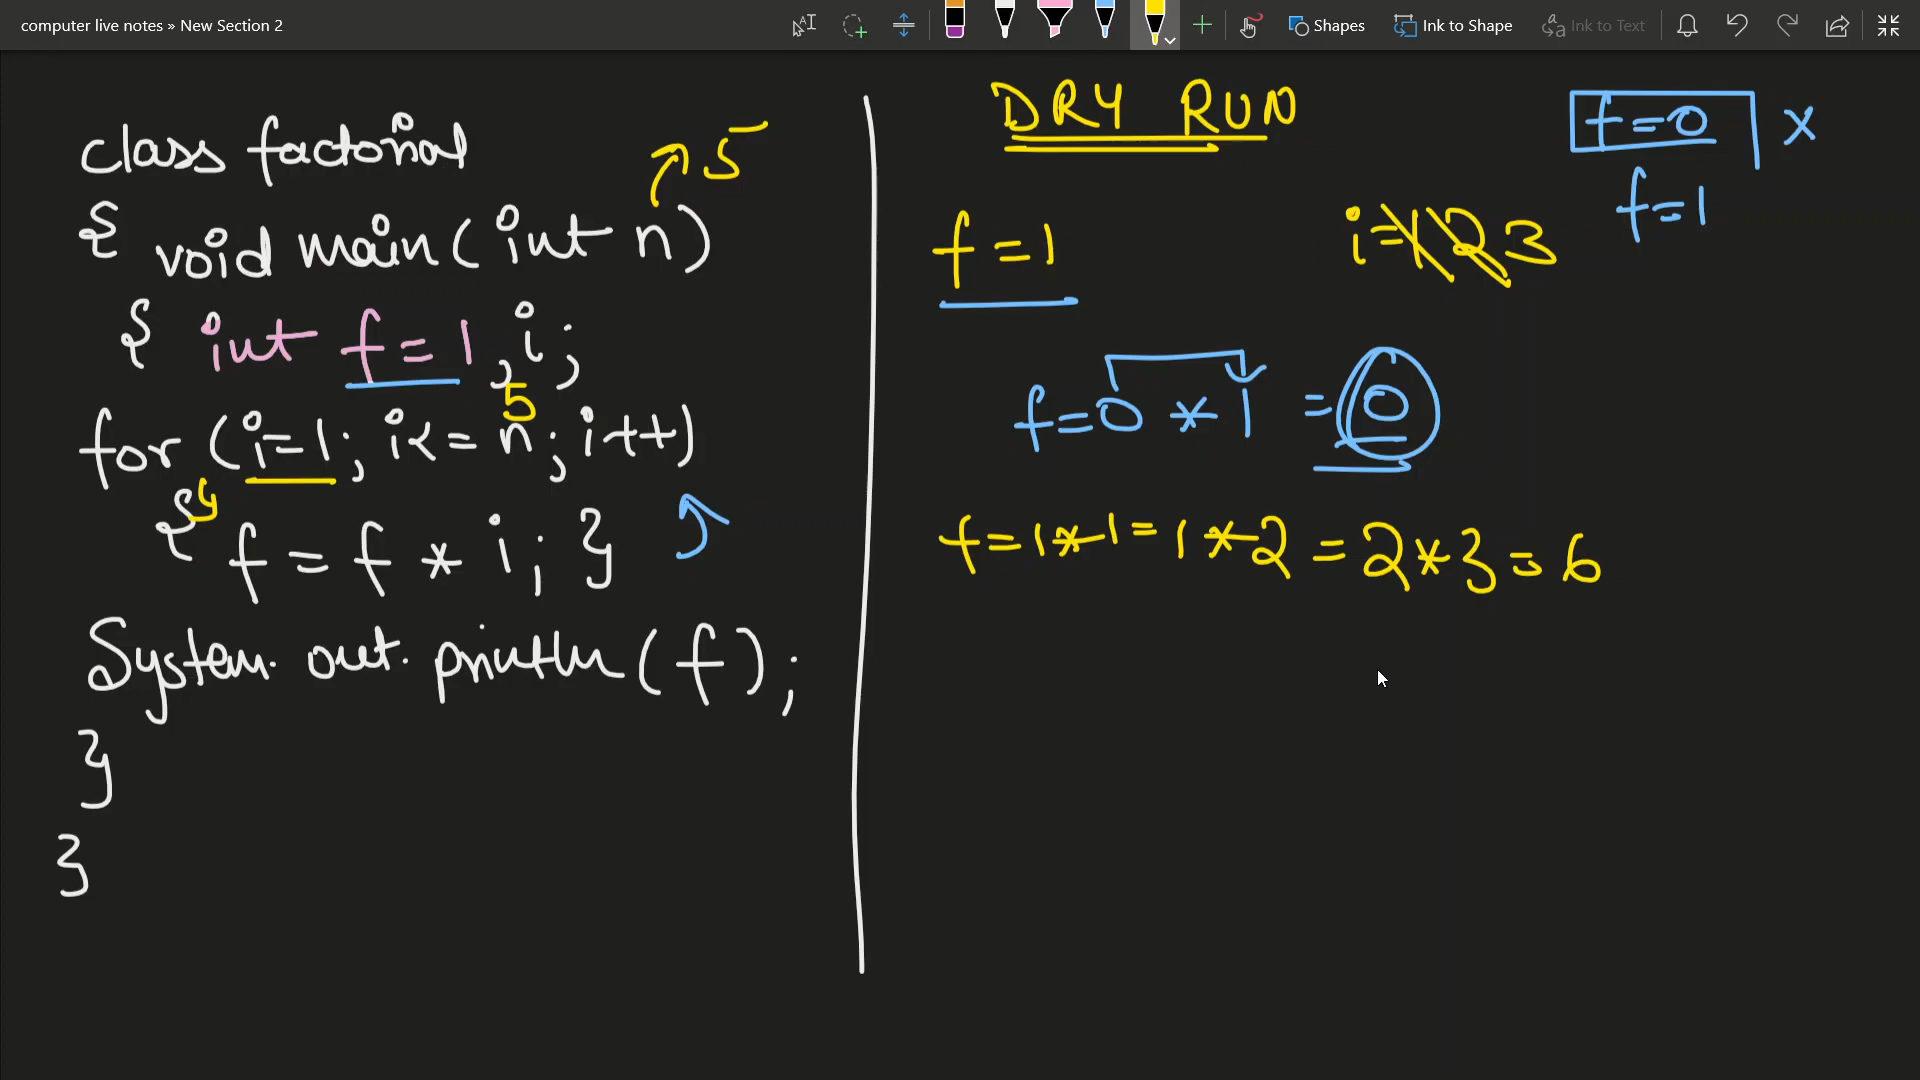 computer live notes » New Section 2
Shapes
Ink to Shape
Ink to Text
class factorial
{ void main ( int n )
5
{ int f = 1 , i ;
5
for ( i = 1 ; i < = n ; i + + )
{ f = f * i ; }
System. out. println ( f ) ;
}
}
DRY RUN
f = 0 x
f = 1
f = 1
i = 1 2 3
f = 0 * 1 = 0
f = 1 * 1 = 1 * 2 = 2 * 3 = 6